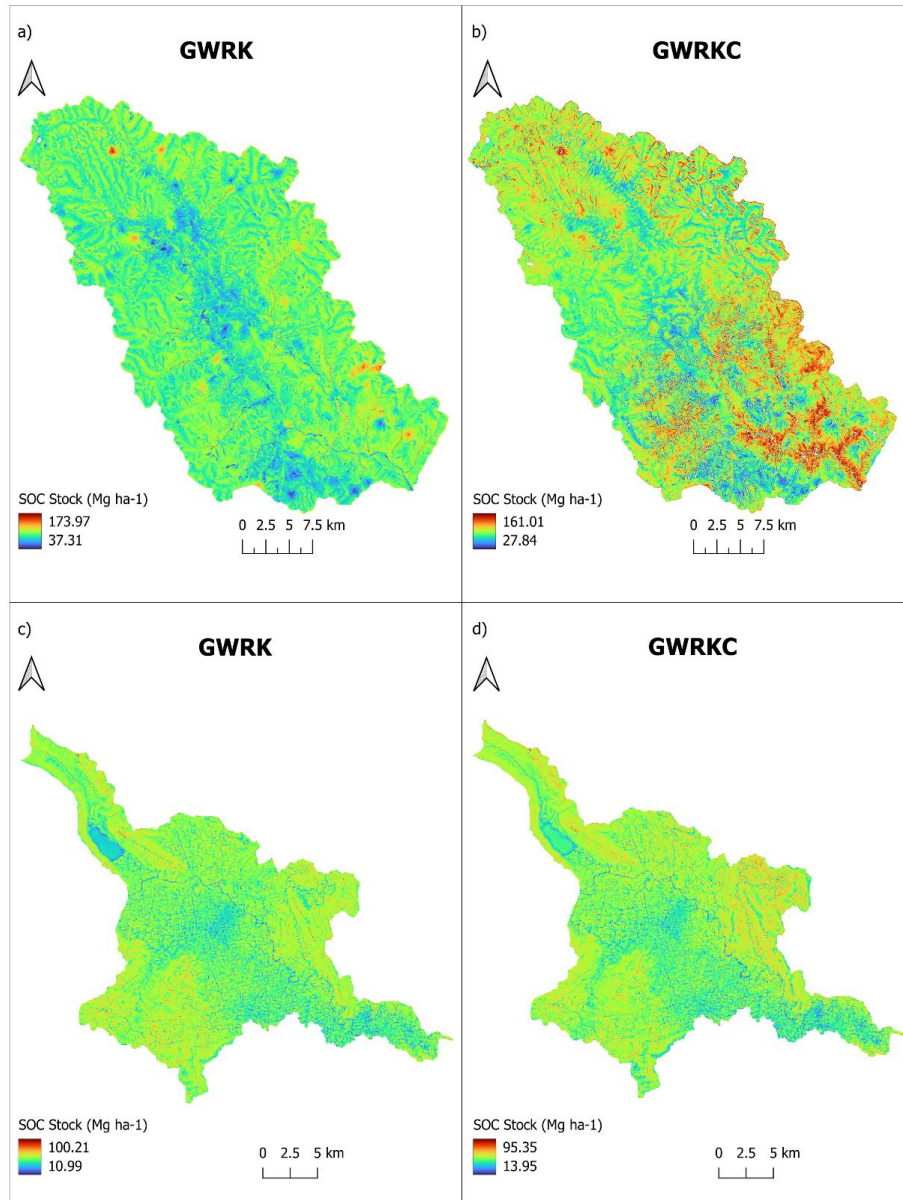 a)
GWRK
SOC Stock (Mg ha-1)
173.97
37.31
0 2.5 5 7.5 km
b)
GWRKC
SOC Stock (Mg ha-1)
161.01
27.84
0 2.5 5 7.5 km
c)
GWRK
SOC Stock (Mg ha-1)
100.21
10.99
0 2.5 5 km
d)
GWRKC
SOC Stock (Mg ha-1)
95.35
13.95
0 2.5 5 km